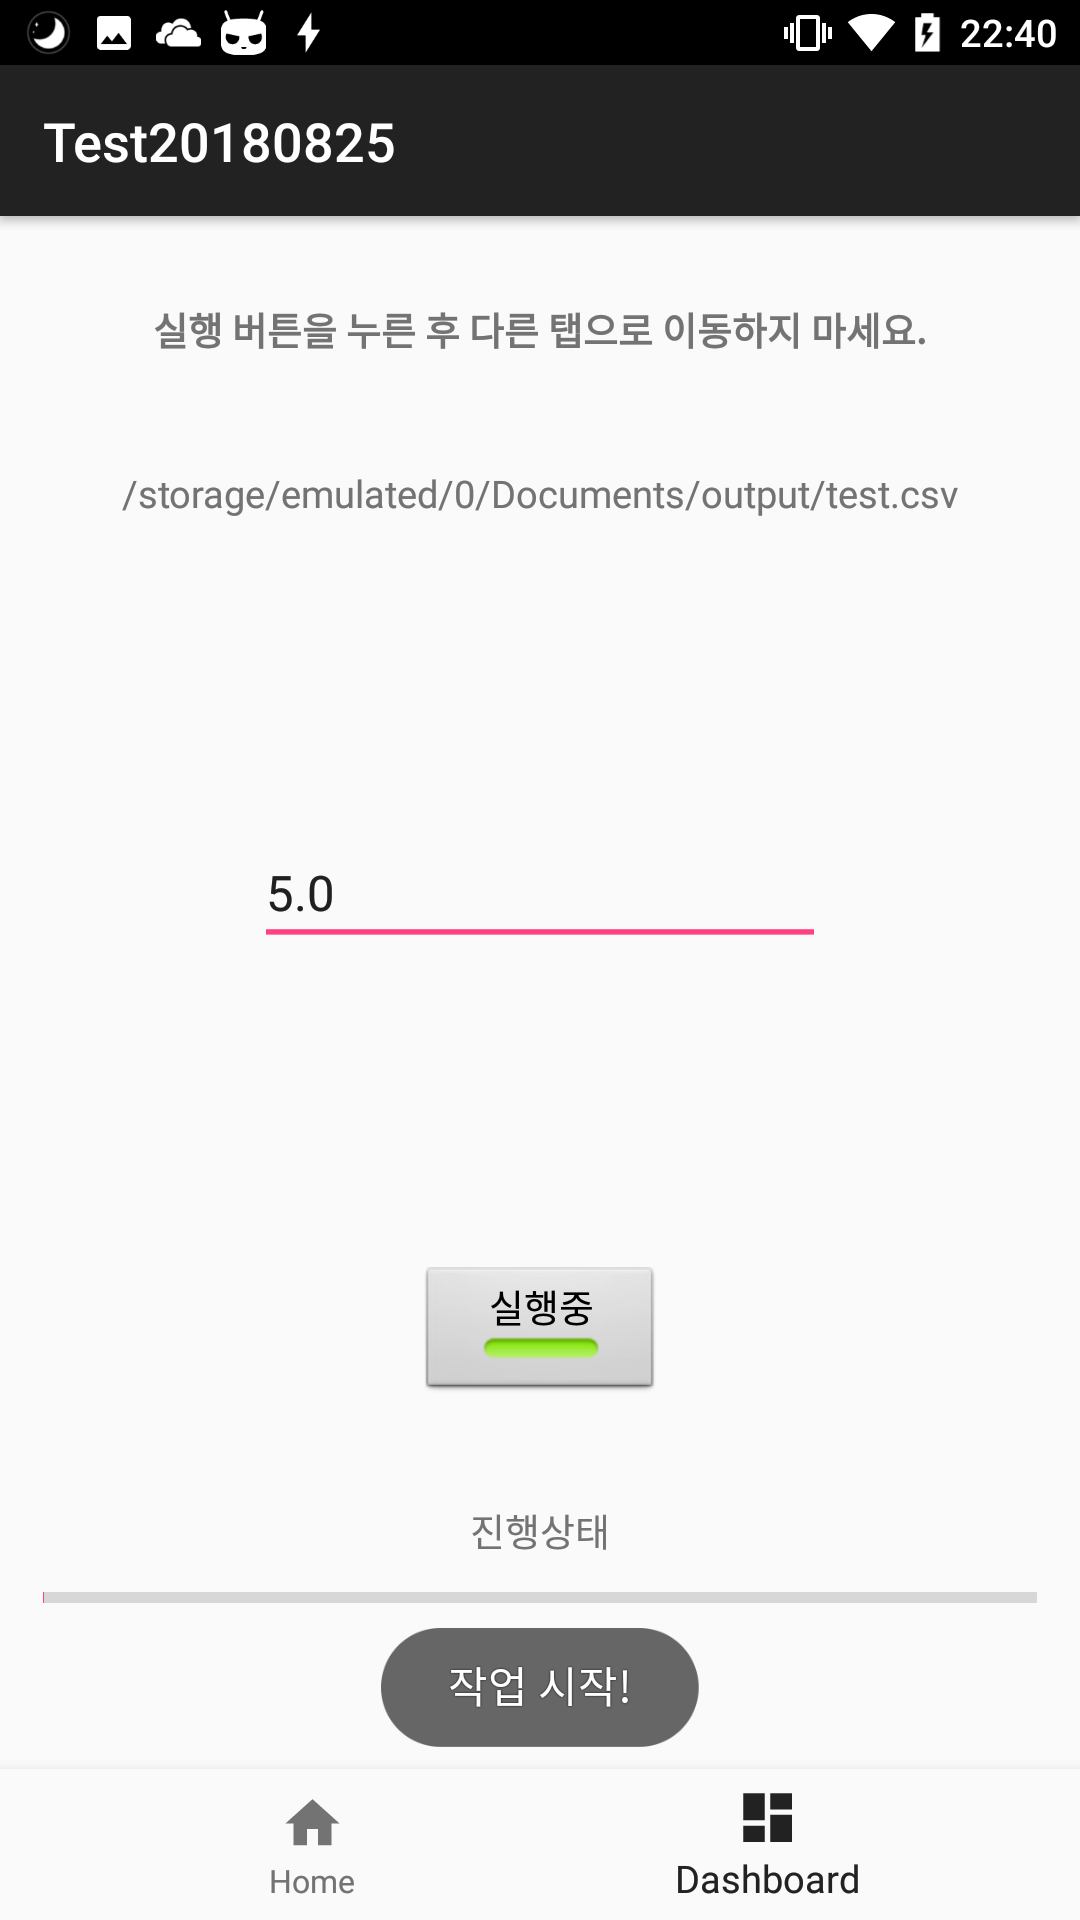 22:40
Test20180825
실행 버튼을 누른 후 다른 탭으로 이동하지 마세요.
/storage/emulated/0/Documents/output/test.csv
5.0
실행중
진행상태
작업 시작!
Home
Dashboard